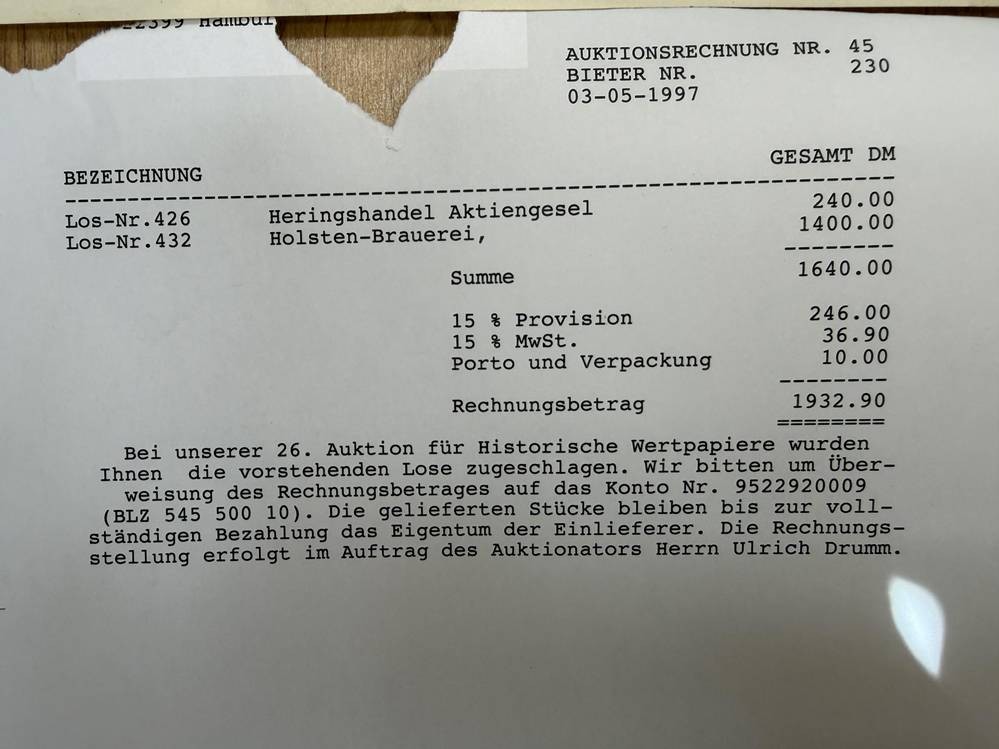 22399 Hambur
AUKTIONSRECHNUNG NR. 45
BIETER NR. 230
03-05-1997
BEZEICHNUNG GESAMT DM
Los-Nr.426 Heringshandel Aktiengesel 240.00
Los-Nr.432 Holsten-Brauerei, 1400.00
Summe 1640.00
15 % Provision 246.00
15 % MwSt. 36.90
Porto und Verpackung 10.00
Rechnungsbetrag 1932.90
Bei unserer 26. Auktion für Historische Wertpapiere wurden
Ihnen die vorstehenden Lose zugeschlagen. Wir bitten um Über-
weisung des Rechnungsbetrages auf das Konto Nr. 9522920009
(BLZ 545 500 10). Die gelieferten Stücke bleiben bis zur voll-
ständigen Bezahlung das Eigentum der Einlieferer. Die Rechnungs-
stellung erfolgt im Auftrag des Auktionators Herrn Ulrich Drumm.